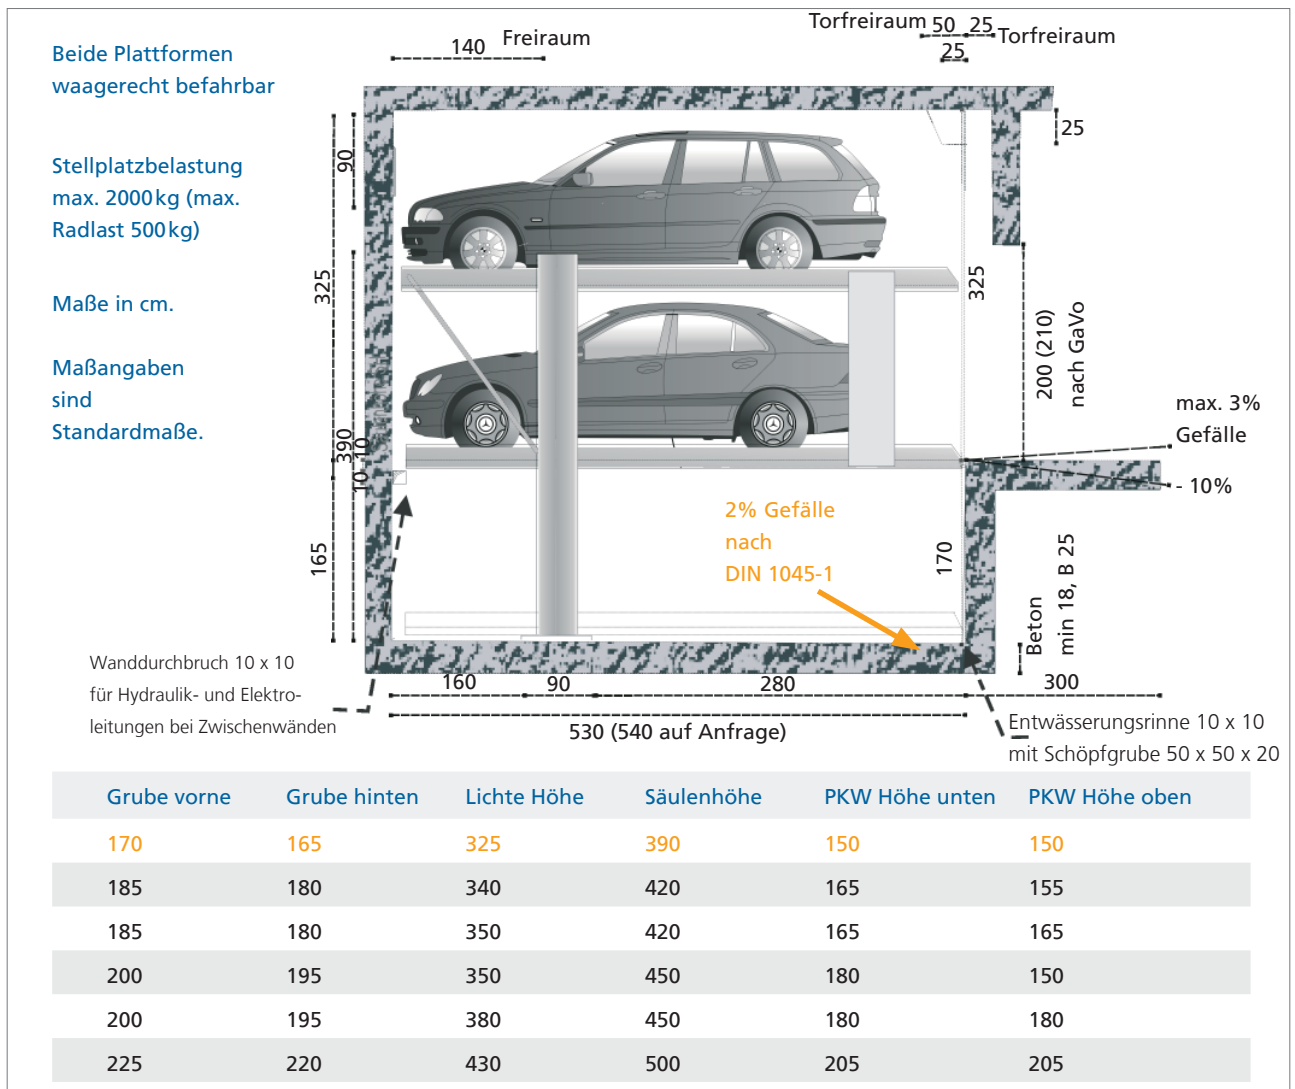 Beide Plattformen
waagerecht befahrbar
Stellplatzbelastung
max. 2000 kg (max.
Radlast 500 kg)
Maße in cm.
Maßangaben
sind
Standardmaße.
140 Freiraum
Torfreiraum 50 25 Torfreiraum
25
25
90
325
325
200 (210)
nach GaVo
max. 3%
Gefälle
- 10%
390
10 10
165
170
2% Gefälle
nach
DIN 1045-1
Beton
min 18, B 25
Wanddurchbruch 10 x 10
für Hydraulik- und Elektro-
leitungen bei Zwischenwänden
160 90 280 300
530 (540 auf Anfrage)
Entwässerungsrinne 10 x 10
mit Schöpfgrube 50 x 50 x 20
Grube vorne Grube hinten Lichte Höhe Säulenhöhe PKW Höhe unten PKW Höhe oben
170 165 325 390 150 150
185 180 340 420 165 155
185 180 350 420 165 165
200 195 350 450 180 150
200 195 380 450 180 180
225 220 430 500 205 205